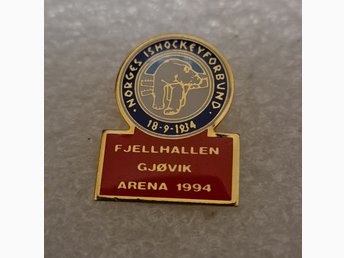 NORGES ISHOCKEYFORBUND
18-9-1934
FJELLHALLEN
GJØVIK
ARENA 1994